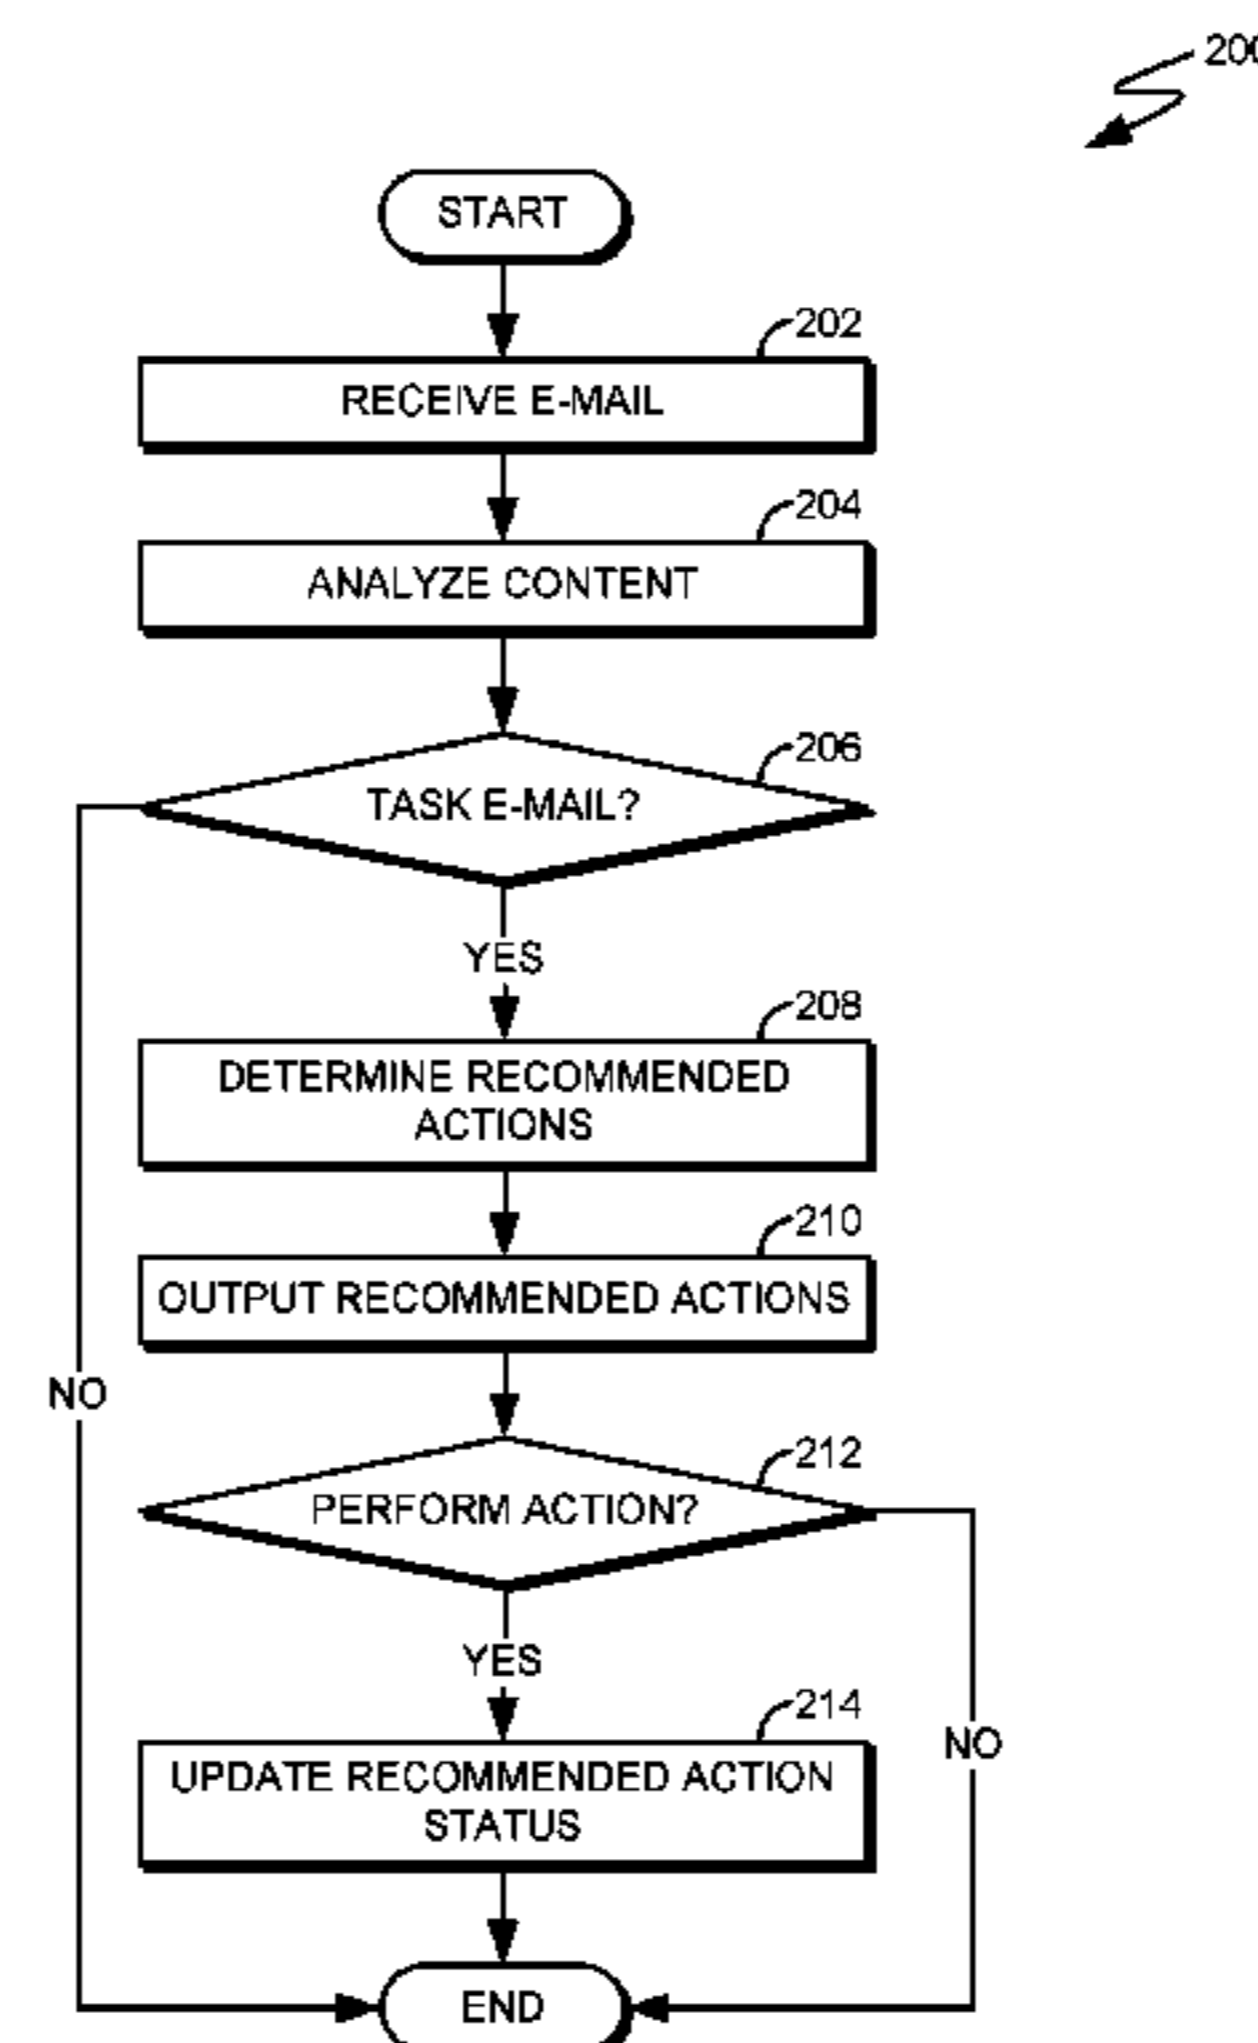 200
START
202
RECEIVE E-MAIL
204
ANALYZE CONTENT
206
TASK E-MAIL?
YES
208
DETERMINE RECOMMENDED
ACTIONS
210
OUTPUT RECOMMENDED ACTIONS
NO
212
PERFORM ACTION?
YES
214
NO
UPDATE RECOMMENDED ACTION
STATUS
END